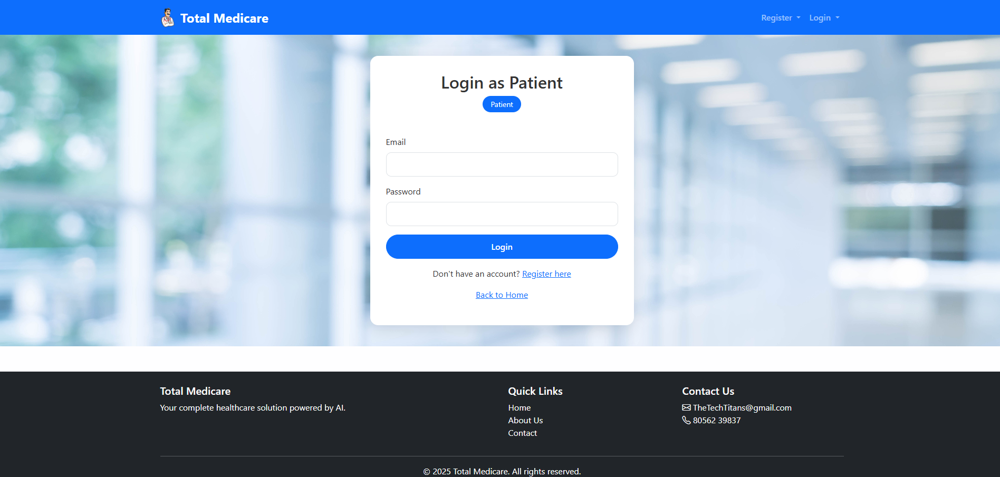 Total Medicare
Register
Login
Login as Patient
Patient
Email
Password
Login
Don't have an account? Register here
Back to Home
Total Medicare
Your complete healthcare solution powered by AI.
Quick Links
Home
About Us
Contact
Contact Us
TheTechTitans@gmail.com
80562 39837
© 2025 Total Medicare. All rights reserved.